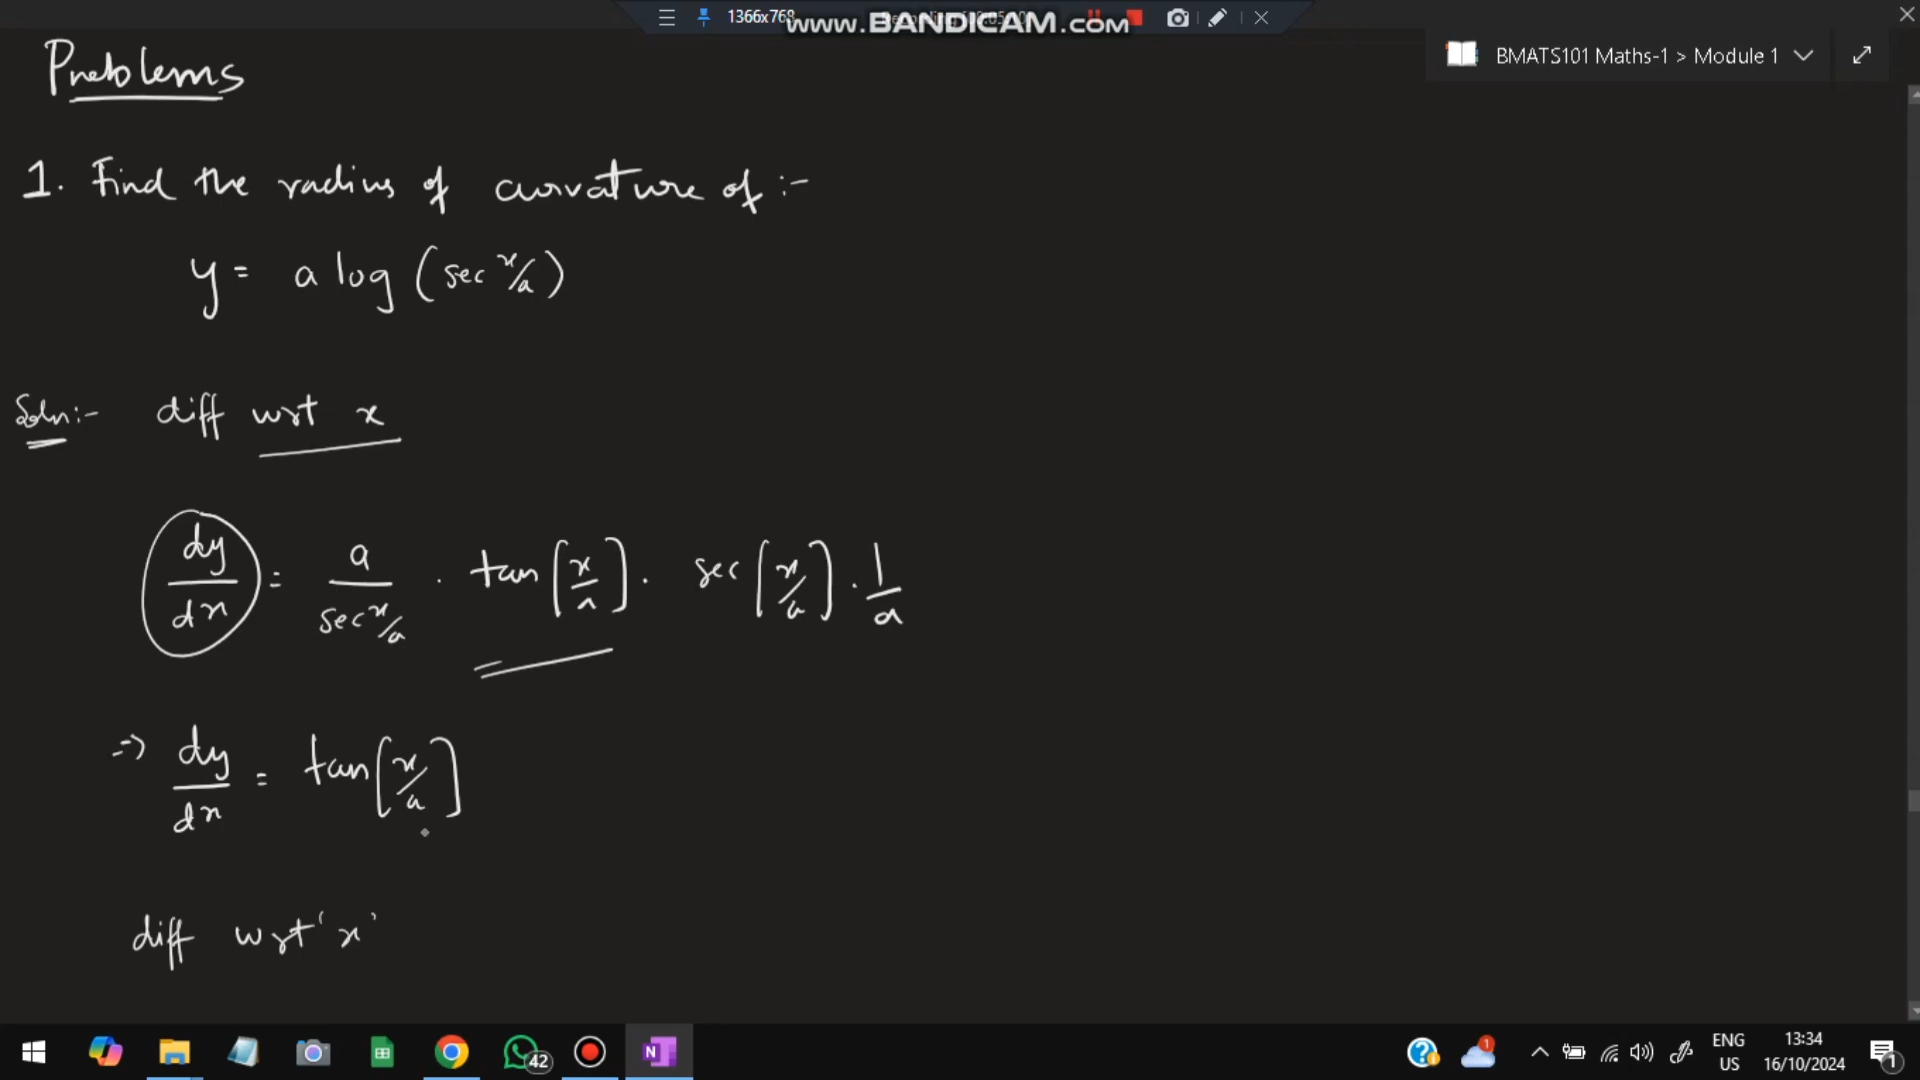 1366x768
www.BANDICAM.com
BMATS101 Maths-1 > Module 1
Problems
1. Find the radius of curvature of :-
y = a log (sec x/a)
Soln:- diff wrt x
dy/dx = a/sec x/a · tan[x/a] · sec[x/a] · 1/a
=> dy/dx = tan[x/a]
diff wrt 'x'
42
N
1
ENG
US
13:34
16/10/2024
1